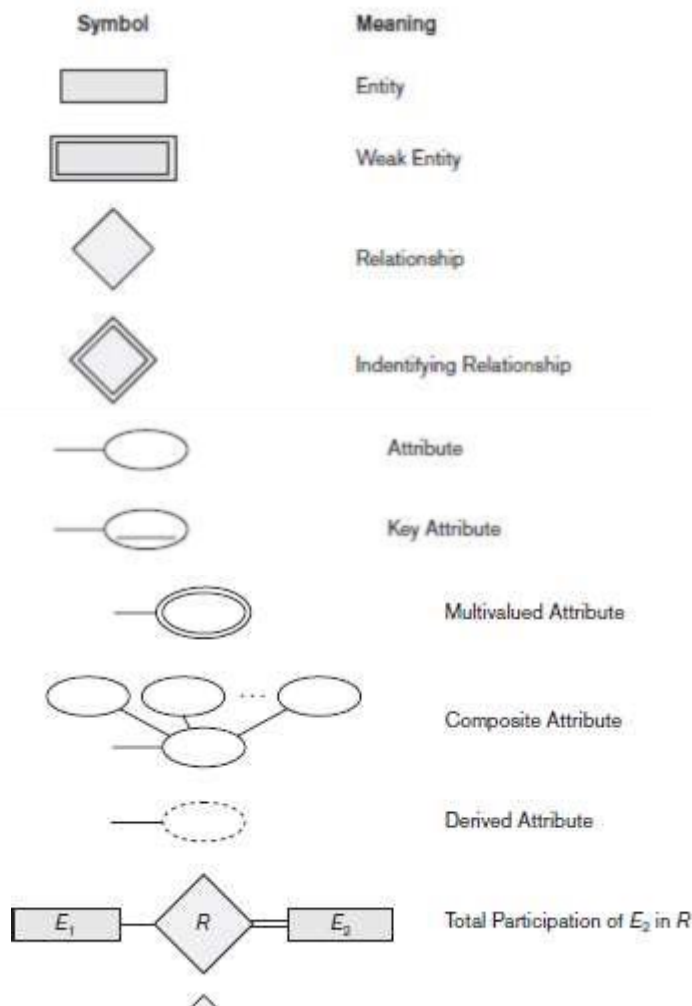 Symbol Meaning
Entity
Weak Entity
Relationship
Indentifying Relationship
Attribute
Key Attribute
Multivalued Attribute
. . .
Composite Attribute
Derived Attribute
E₁ R E₂ Total Participation of E₂ in R